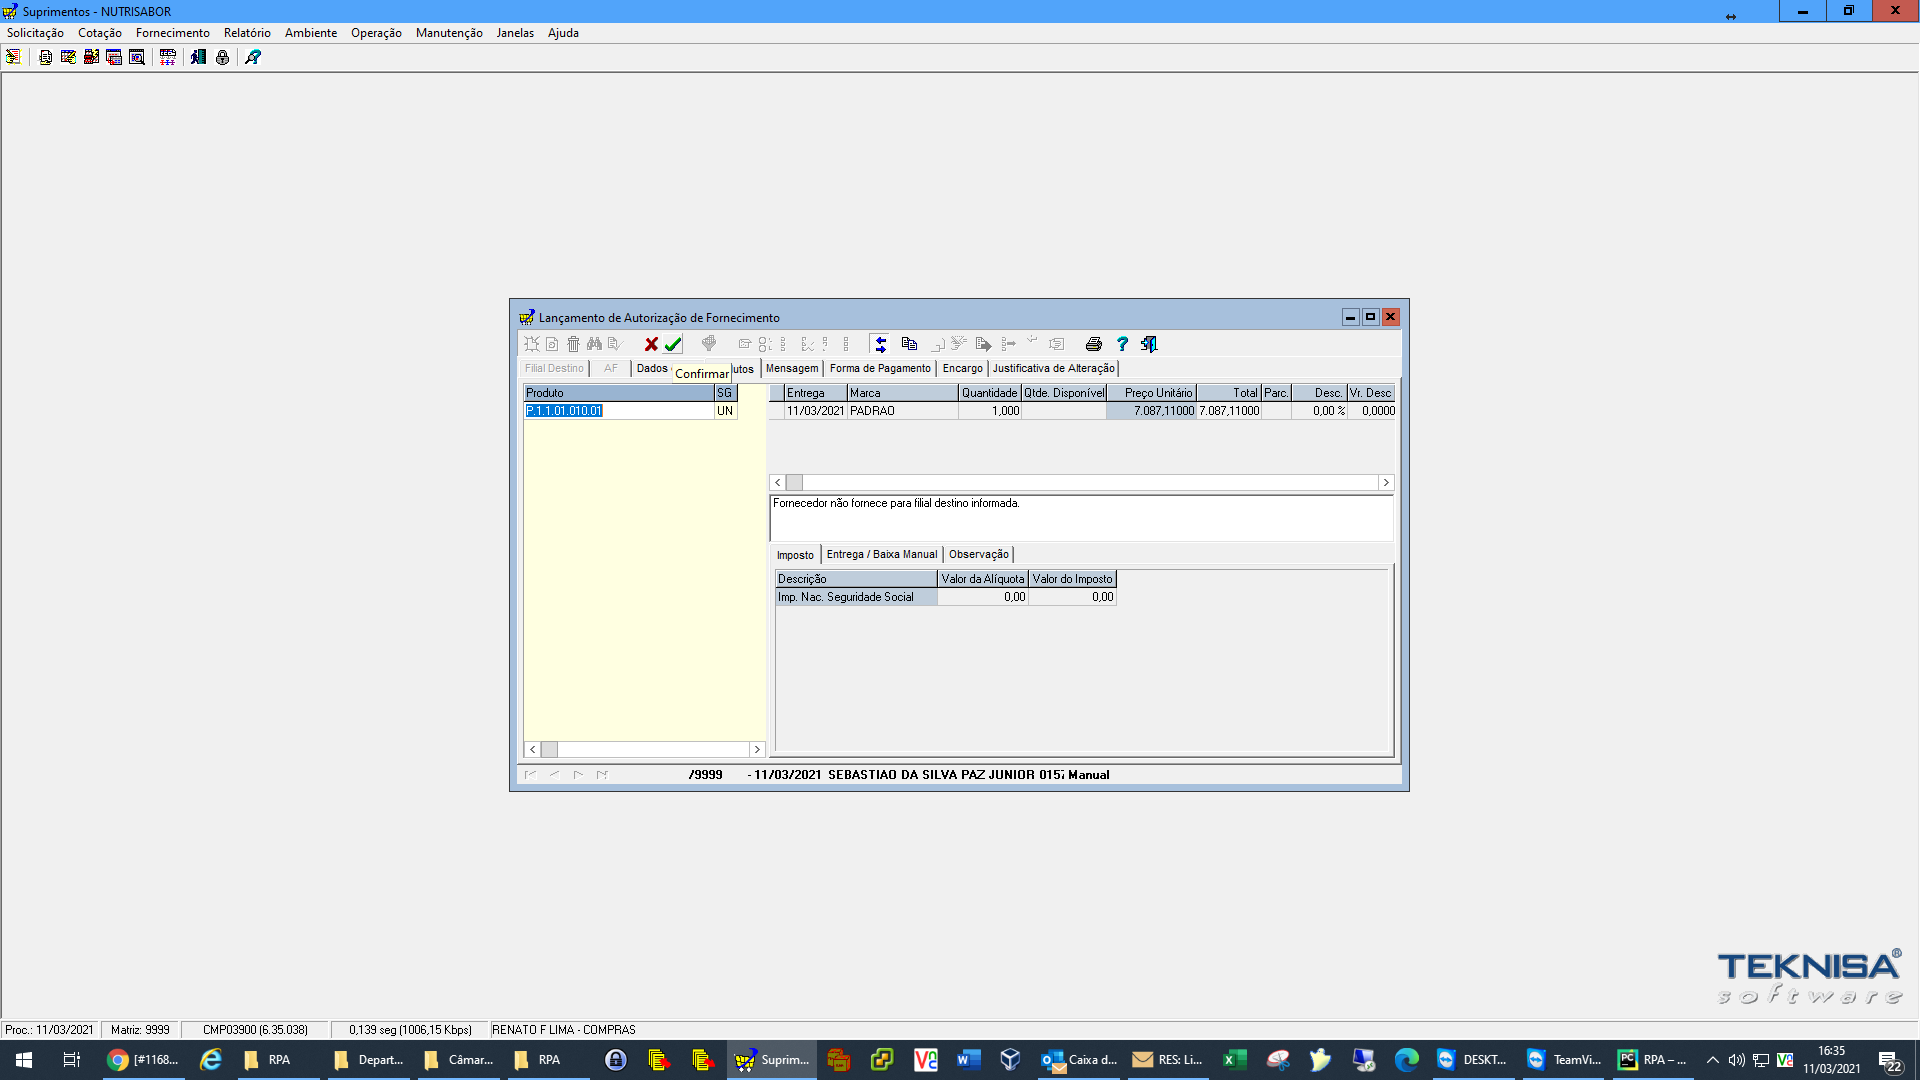 Suprimentos - NUTRISABOR
Solicitação Cotação Fornecimento Relatório Ambiente Operação Manutenção Janelas Ajuda
Lançamento de Autorização de Fornecimento
Filial Destino AF Dados utos Mensagem Forma de Pagamento Encargo Justificativa de Alteração
Confirmar
Produto SG Entrega Marca Quantidade Qtde. Disponível Preço Unitário Total Parc. Desc. Vr. Desc
P.1.1.01.010.01 UN 11/03/2021 PADRAO 1,000 7.087,11000 7.087,11000 0,00 % 0,0000
Fornecedor não fornece para filial destino informada.
Imposto Entrega / Baixa Manual Observação
Descrição Valor da Alíquota Valor do Imposto
Imp. Nac. Seguridade Social 0,00 0,00
/9999 - 11/03/2021 SEBASTIAO DA SILVA PAZ JUNIOR 0157 Manual
TEKNISA®
software
Proc.: 11/03/2021 Matriz: 9999 CMP03900 (6.35.038) 0,139 seg (1006,15 Kbps) RENATO F LIMA - COMPRAS
[#1168... RPA Depart... Câmar... RPA Suprim... Caixa d... RES: Li... DESKT... TeamVi... RPA – ... 16:35
11/03/2021 22